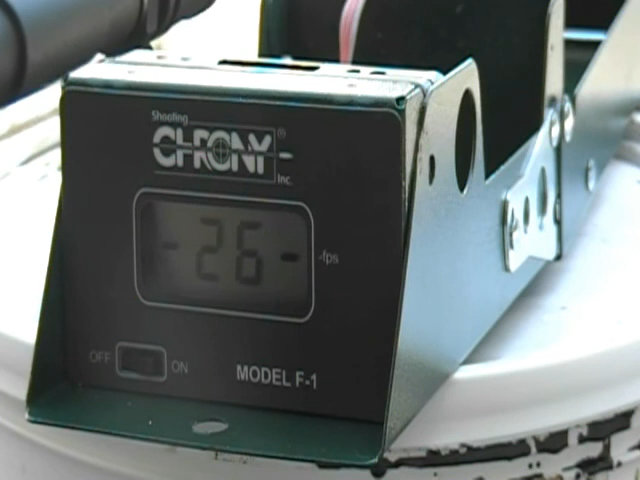 Shooting
CHRONY ®
Inc.
- 26 - -fps
OFF ON
MODEL F-1